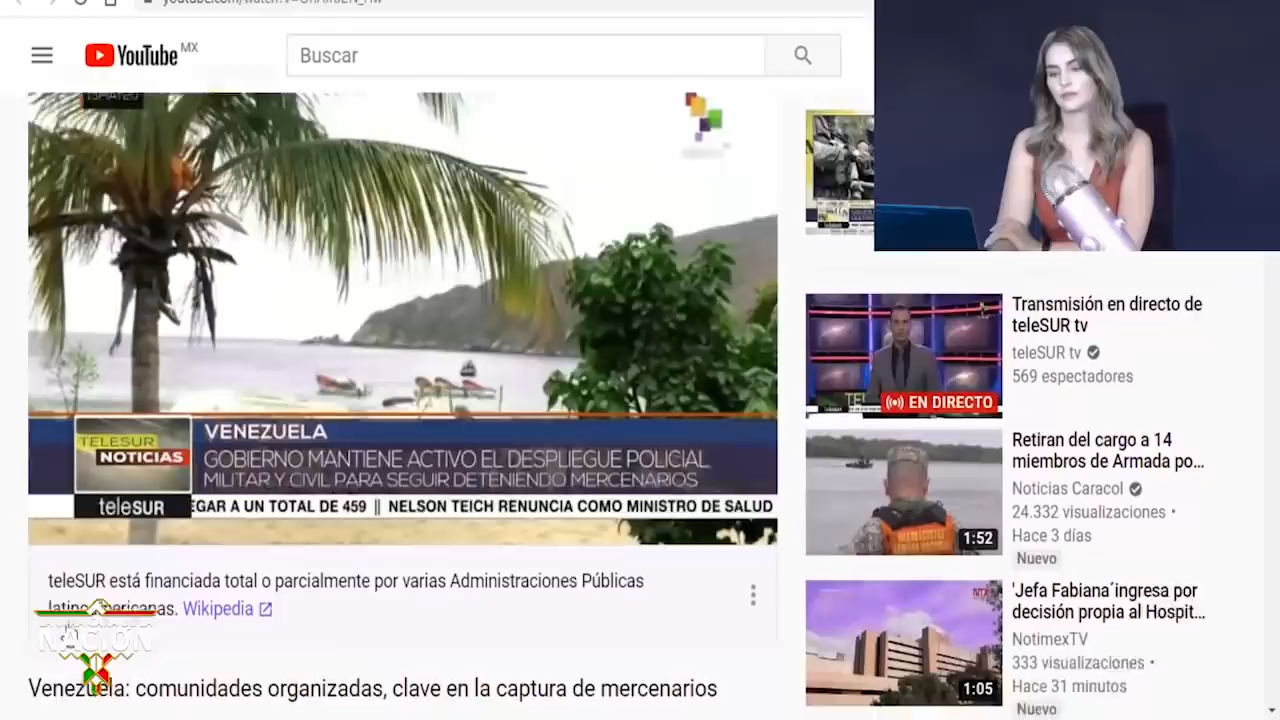 YouTube MX
Buscar
VENEZUELA
TELESUR
NOTICIAS
GOBIERNO MANTIENE ACTIVO EL DESPLIEGUE POLICIAL
MILITAR Y CIVIL PARA SEGUIR DETENIENDO MERCENARIOS
teleSUR
EGAR A UN TOTAL DE 459 || NELSON TEICH RENUNCIA COMO MINISTRO DE SALUD
teleSUR está financiada total o parcialmente por varias Administraciones Públicas
latinoamericanas. Wikipedia
NACIÓN
Venezuela: comunidades organizadas, clave en la captura de mercenarios
EN DIRECTO
Transmisión en directo de
teleSUR tv
teleSUR tv
569 espectadores
1:52
Retiran del cargo a 14
miembros de Armada po...
Noticias Caracol
24.332 visualizaciones •
Hace 3 días
Nuevo
1:05
'Jefa Fabiana´ingresa por
decisión propia al Hospit...
NotimexTV
333 visualizaciones •
Hace 31 minutos
Nuevo